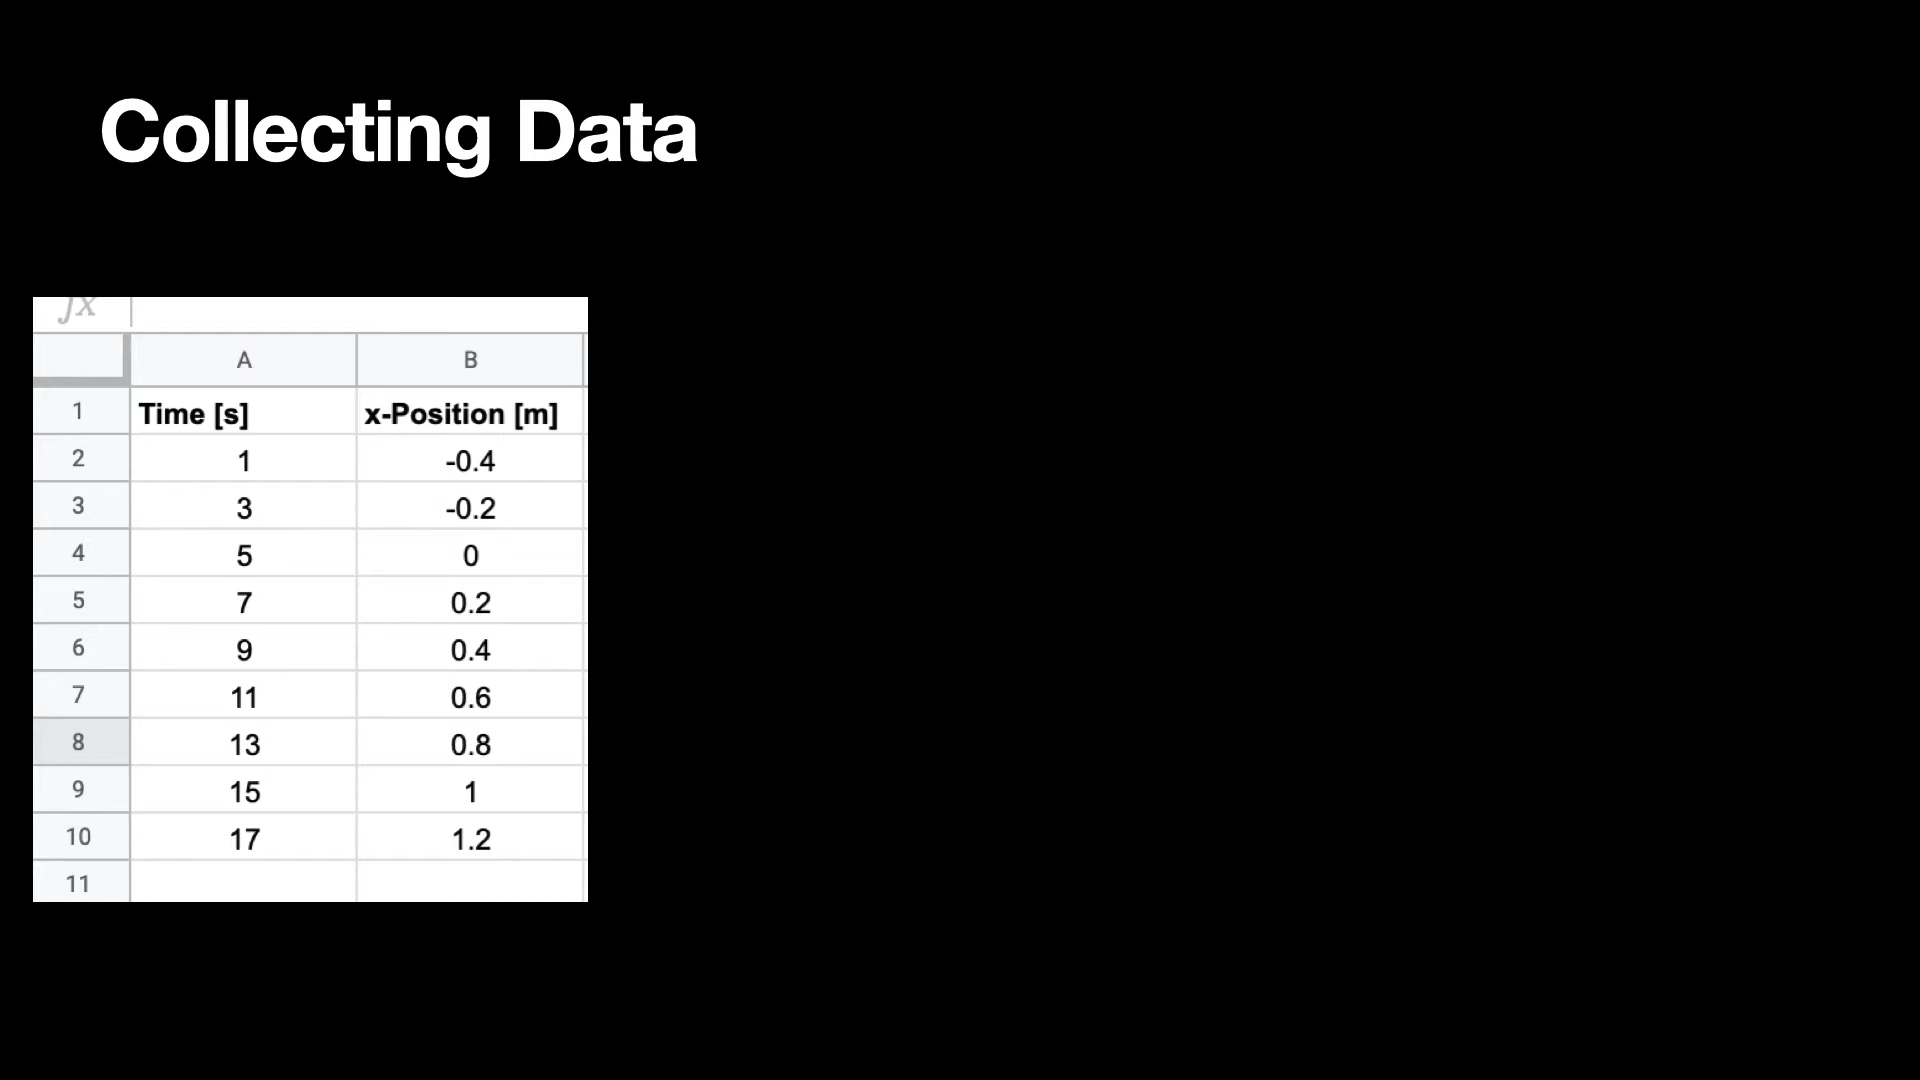 Collecting Data
fx
A B
1 Time [s] x-Position [m]
2 1 -0.4
3 3 -0.2
4 5 0
5 7 0.2
6 9 0.4
7 11 0.6
8 13 0.8
9 15 1
10 17 1.2
11